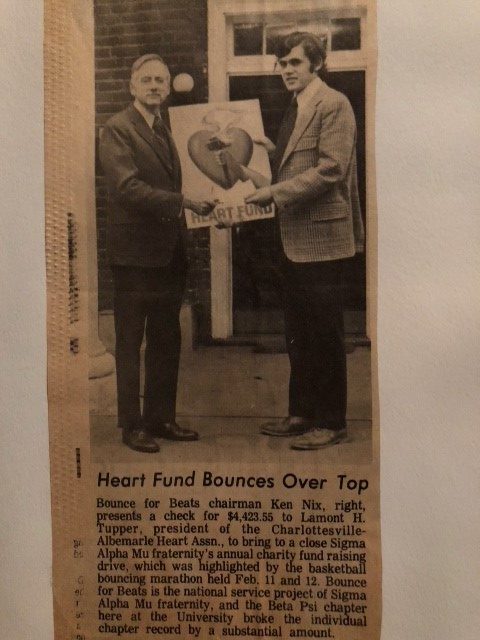 HEART FUND
Heart Fund Bounces Over Top
Bounce for Beats chairman Ken Nix, right,
presents a check for $4,423.55 to Lamont H.
Tupper, president of the Charlottesville-
Albemarle Heart Assn., to bring to a close Sigma
Alpha Mu fraternity's annual charity fund raising
drive, which was highlighted by the basketball
bouncing marathon held Feb. 11 and 12. Bounce
for Beats is the national service project of Sigma
Alpha Mu fraternity, and the Beta Psi chapter
here at the University broke the individual
chapter record by a substantial amount.